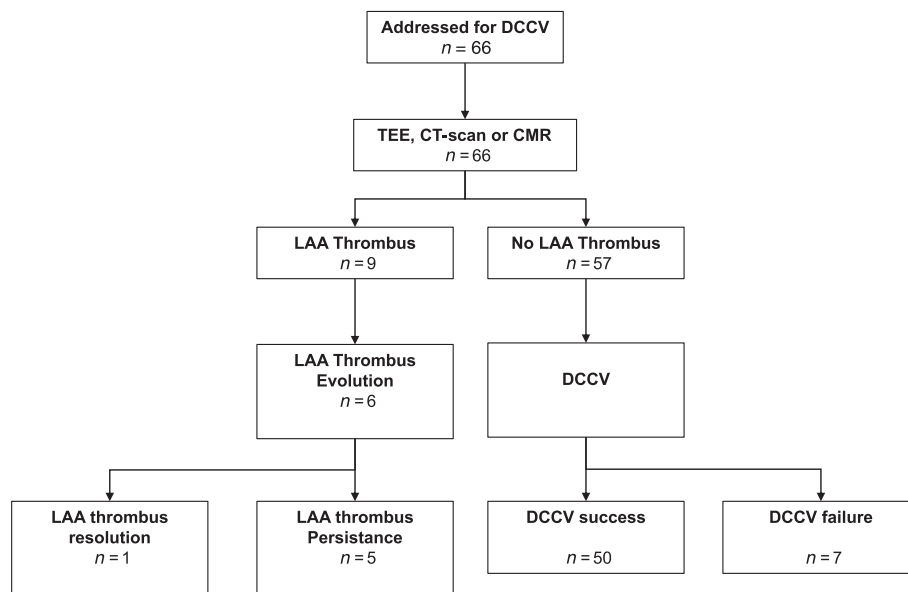 Addressed for DCCV
n = 66
TEE, CT-scan or CMR
n = 66
LAA Thrombus
n = 9
No LAA Thrombus
n = 57
LAA Thrombus
Evolution
n = 6
DCCV
LAA thrombus
resolution
n = 1
LAA thrombus
Persistance
n = 5
DCCV success
n = 50
DCCV failure
n = 7